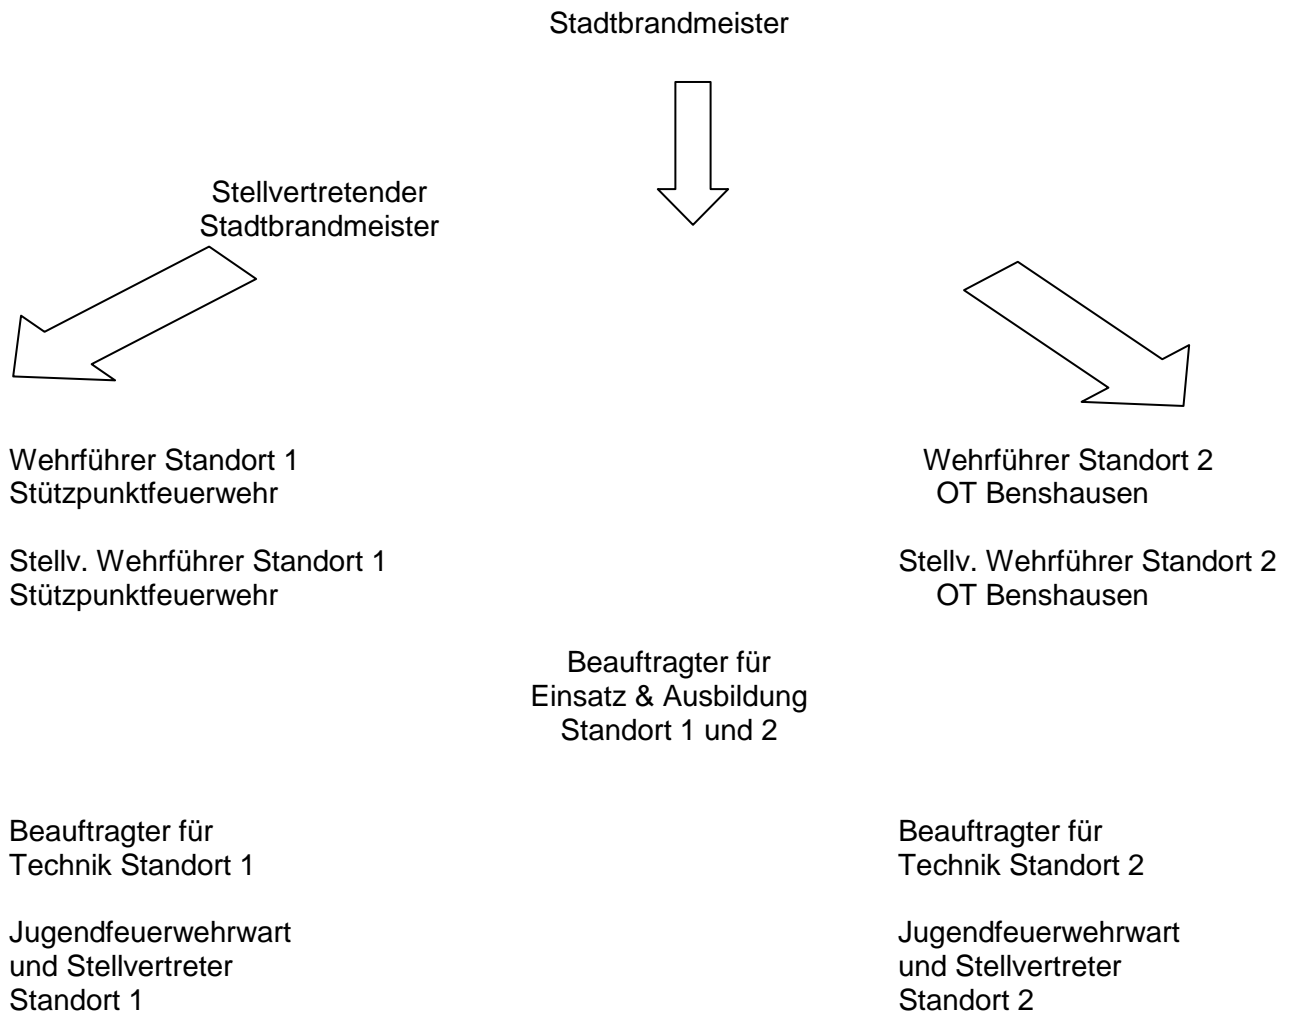 Stadtbrandmeister
Stellvertretender
Stadtbrandmeister
Wehrführer Standort 1
Stützpunktfeuerwehr
Wehrführer Standort 2
OT Benshausen
Stellv. Wehrführer Standort 1
Stützpunktfeuerwehr
Stellv. Wehrführer Standort 2
OT Benshausen
Beauftragter für
Einsatz & Ausbildung
Standort 1 und 2
Beauftragter für
Technik Standort 1
Beauftragter für
Technik Standort 2
Jugendfeuerwehrwart
und Stellvertreter
Standort 1
Jugendfeuerwehrwart
und Stellvertreter
Standort 2